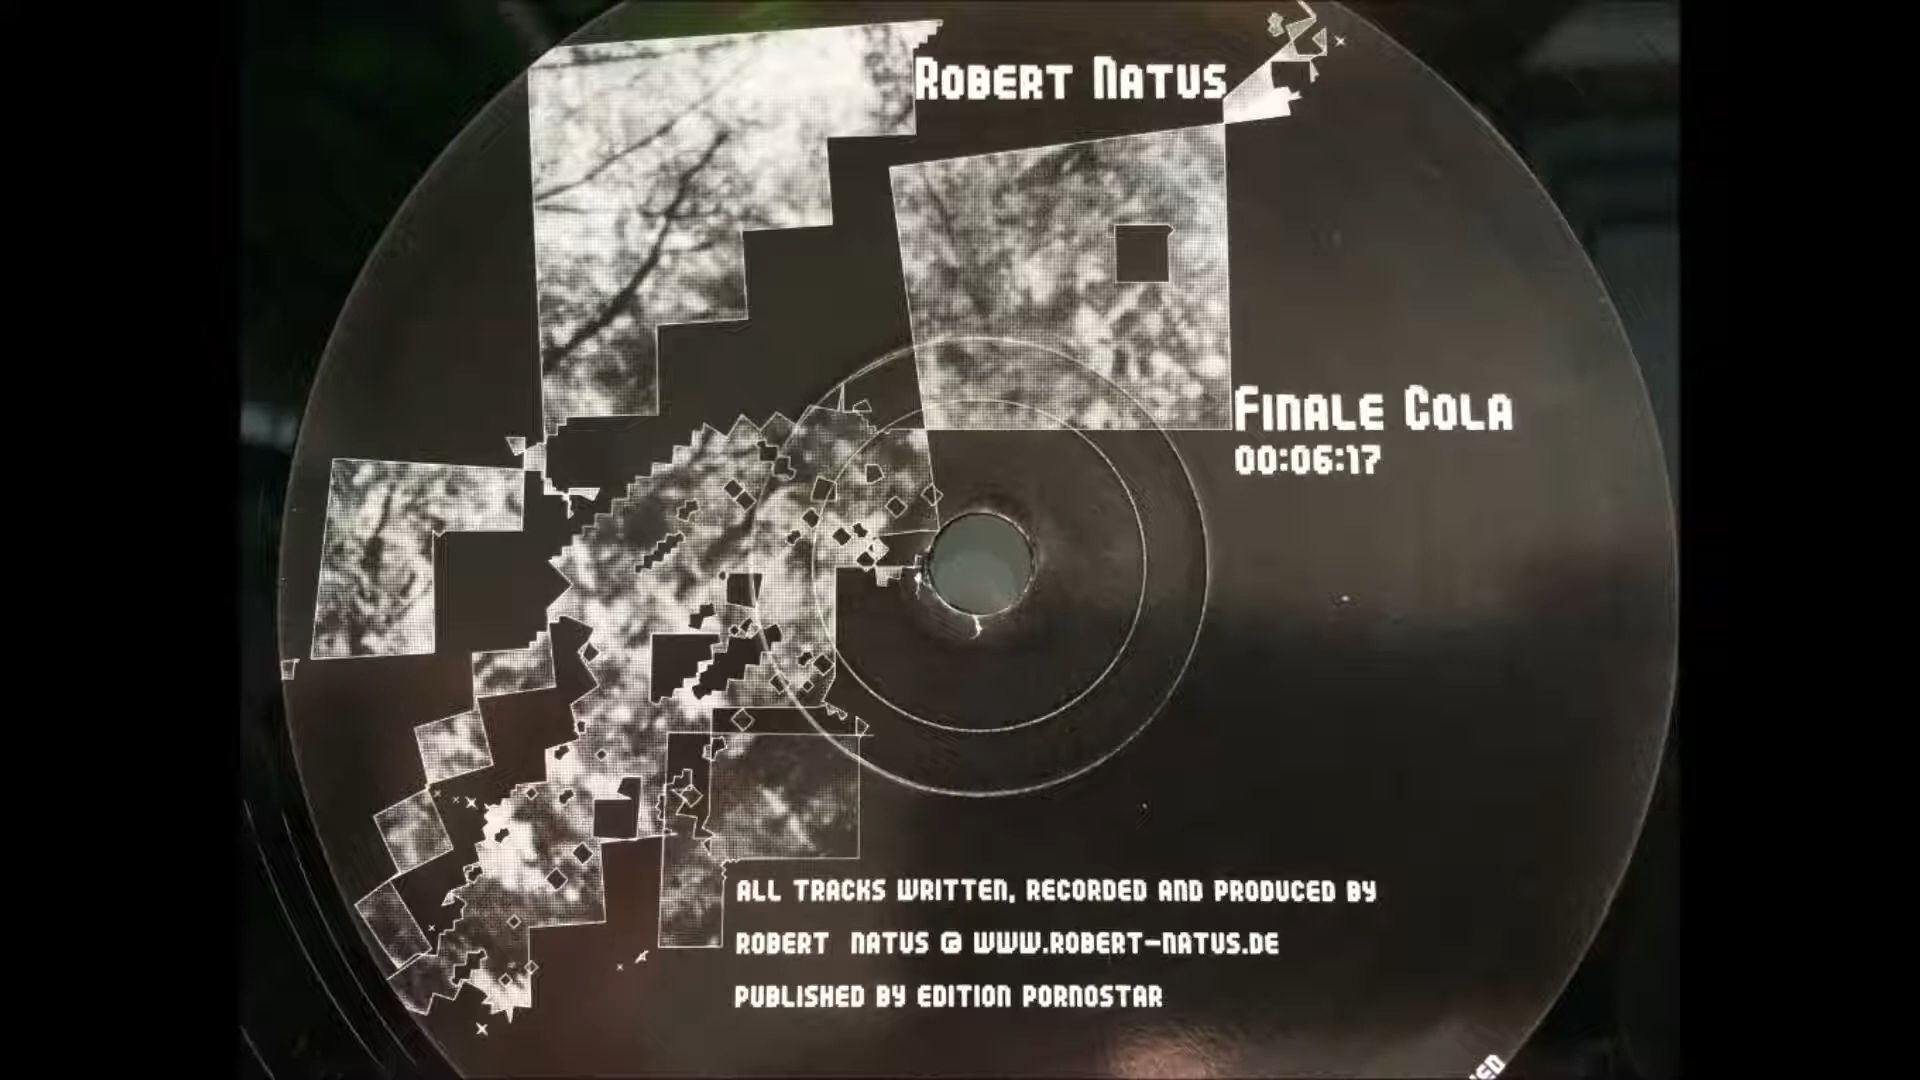 ROBERT NATUS
FINALE COLA
00:06:17
ALL TRACKS WRITTEN, RECORDED AND PRODUCED BY
ROBERT NATUS @ WWW.ROBERT-NATUS.DE
PUBLISHED BY EDITION PORNOSTAR